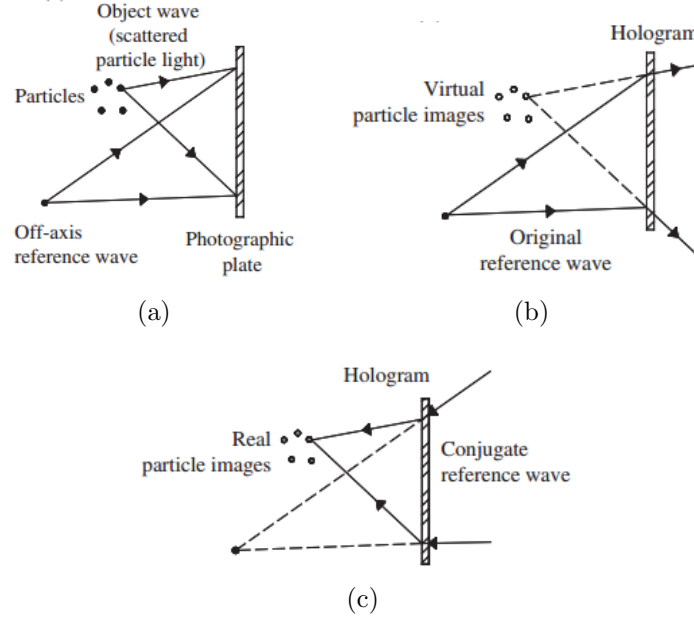 Object wave
(scattered
particle light)
Particles
Off-axis
reference wave
Photographic
plate
(a)
Hologram
Virtual
particle images
Original
reference wave
(b)
Hologram
Real
particle images
Conjugate
reference wave
(c)